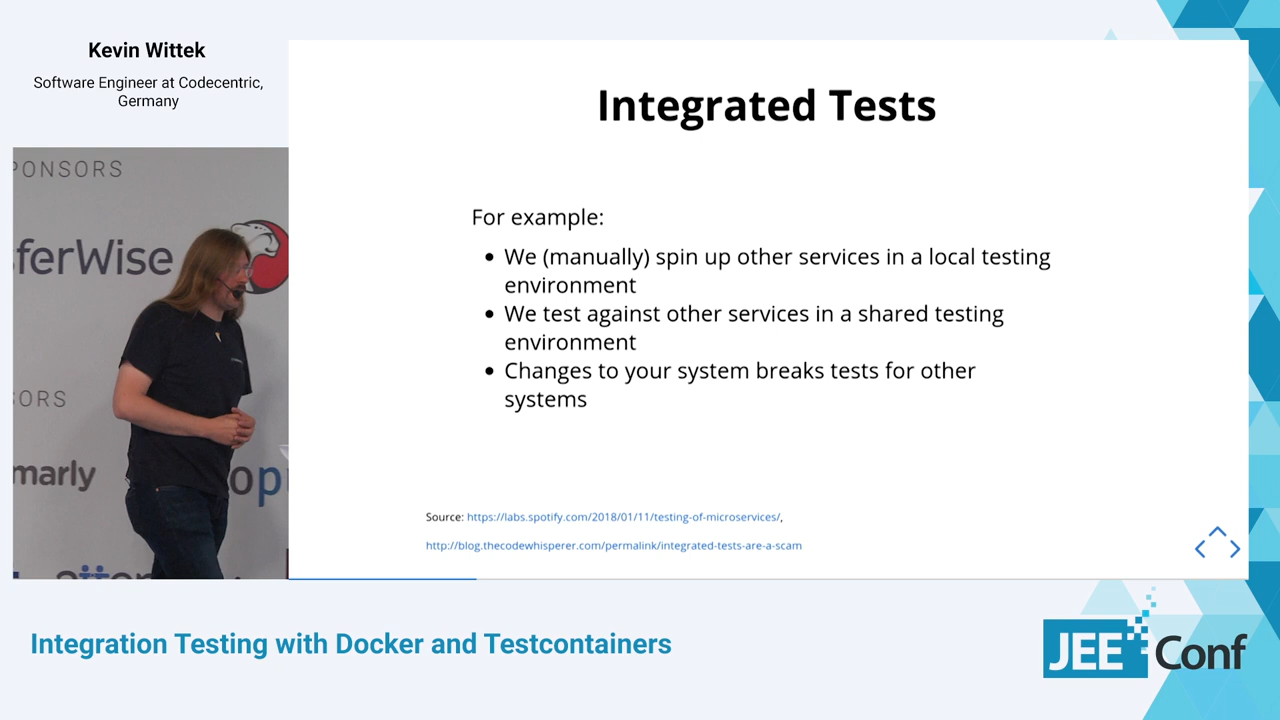 Kevin Wittek
Software Engineer at Codecentric,
Germany
PONSORS
sferWise
ORS
marly
op
atten
Integrated Tests
For example:
We (manually) spin up other services in a local testing
environment
We test against other services in a shared testing
environment
Changes to your system breaks tests for other
systems
Source: https://labs.spotify.com/2018/01/11/testing-of-microservices/,
http://blog.thecodewhisperer.com/permalink/integrated-tests-are-a-scam
Integration Testing with Docker and Testcontainers
JEE Conf